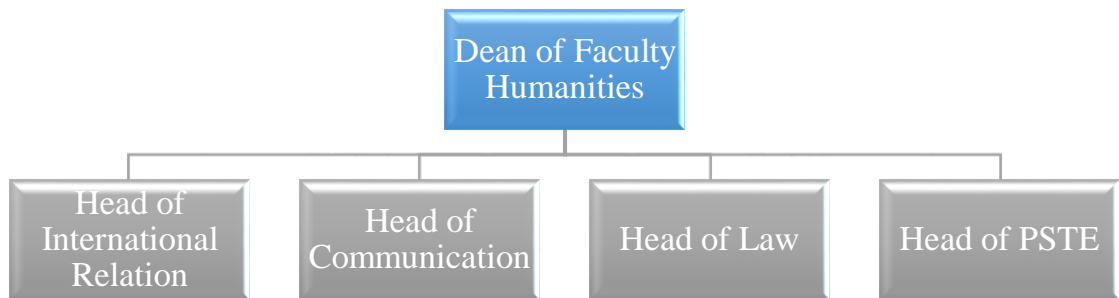 Dean of Faculty
Humanities
Head of
International
Relation
Head of
Communication
Head of Law
Head of PSTE